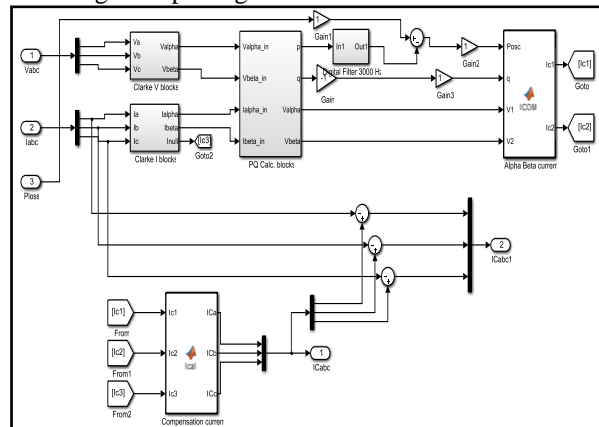 1
Vabc
Va
Vb
Vc
Valpha
Vbeta
Clarke V blocks
2
Iabc
Ia
Ib
Ic
Ialpha
Ibeta
Inull
Clarke I blocks
[Ic3]
Goto2
3
Ploss
Valpha_in
Vbeta_in
Ialpha_in
Ibeta_in
p
q
Valpha
Vbeta
PQ Calc. blocks
1
Gain1
In1
Out1
Digital Filter 3000 Hz
-1
Gain
1
Gain2
1
Gain3
Posc
q
V1
V2
ICOM
Ic1
Ic2
Alpha Beta curren
[Ic1]
Goto
[Ic2]
Goto1
2
ICabc1
[Ic1]
From
[Ic2]
From1
[Ic3]
From2
Ic1
Ic2
Ic3
Ical
ICa
ICb
ICc
Compensation curren
1
ICabc